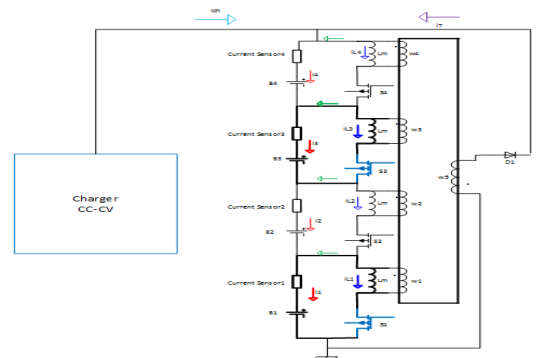 Ich
iT
Current Sensor4
iL4
Lm
w4
I4
B4
S4
Current Sensor3
iL3
Lm
w3
I3
B3
S3
Charger
CC-CV
D1
w5
Current Sensor2
iL2
Lm
w2
I2
B2
S2
Current Sensor1
iL1
Lm
w1
I1
B1
S1